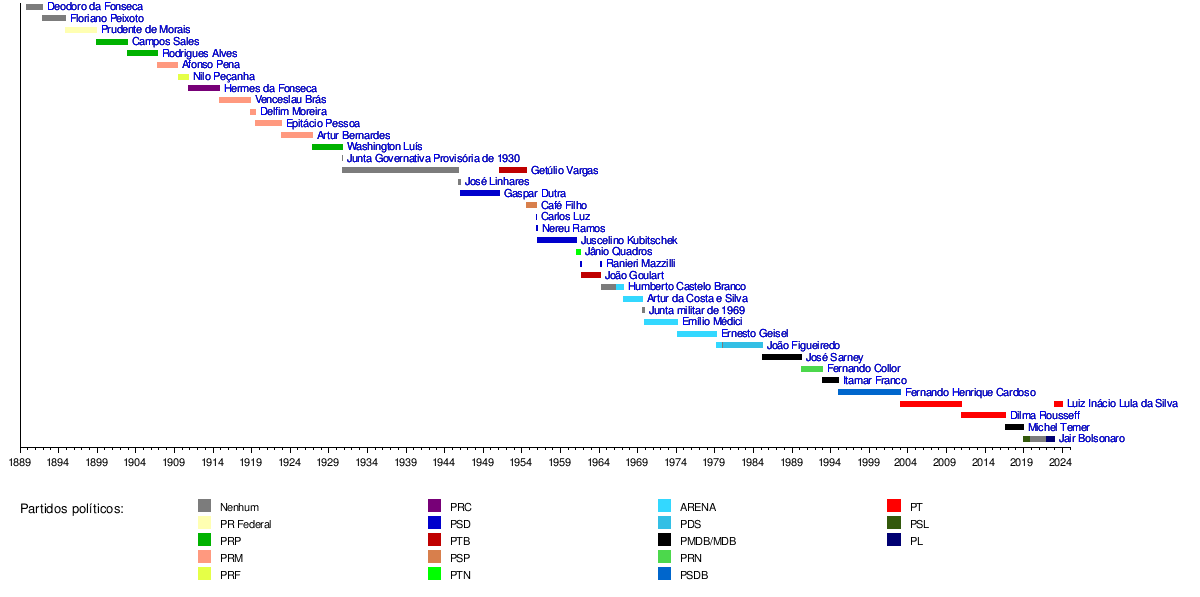 Deodoro da Fonseca
Floriano Peixoto
Prudente de Morais
Campos Sales
Rodrigues Alves
Afonso Pena
Nilo Peçanha
Hermes da Fonseca
Venceslau Brás
Delfim Moreira
Epitácio Pessoa
Artur Bernardes
Washington Luís
Junta Governativa Provisória de 1930
Getúlio Vargas
José Linhares
Gaspar Dutra
Café Filho
Carlos Luz
Nereu Ramos
Juscelino Kubitschek
Jânio Quadros
Ranieri Mazzilli
João Goulart
Humberto Castelo Branco
Artur da Costa e Silva
Junta militar de 1969
Emílio Médici
Ernesto Geisel
João Figueiredo
José Sarney
Fernando Collor
Itamar Franco
Fernando Henrique Cardoso
Luiz Inácio Lula da Silva
Dilma Rousseff
Michel Temer
Jair Bolsonaro
1889 1894 1899 1904 1909 1914 1919 1924 1929 1934 1939 1944 1949 1954 1959 1964 1969 1974 1979 1984 1989 1994 1999 2004 2009 2014 2019 2024
Partidos políticos:
Nenhum
PR Federal
PRP
PRM
PRF
PRC
PSD
PTB
PSP
PTN
ARENA
PDS
PMDB/MDB
PRN
PSDB
PT
PSL
PL